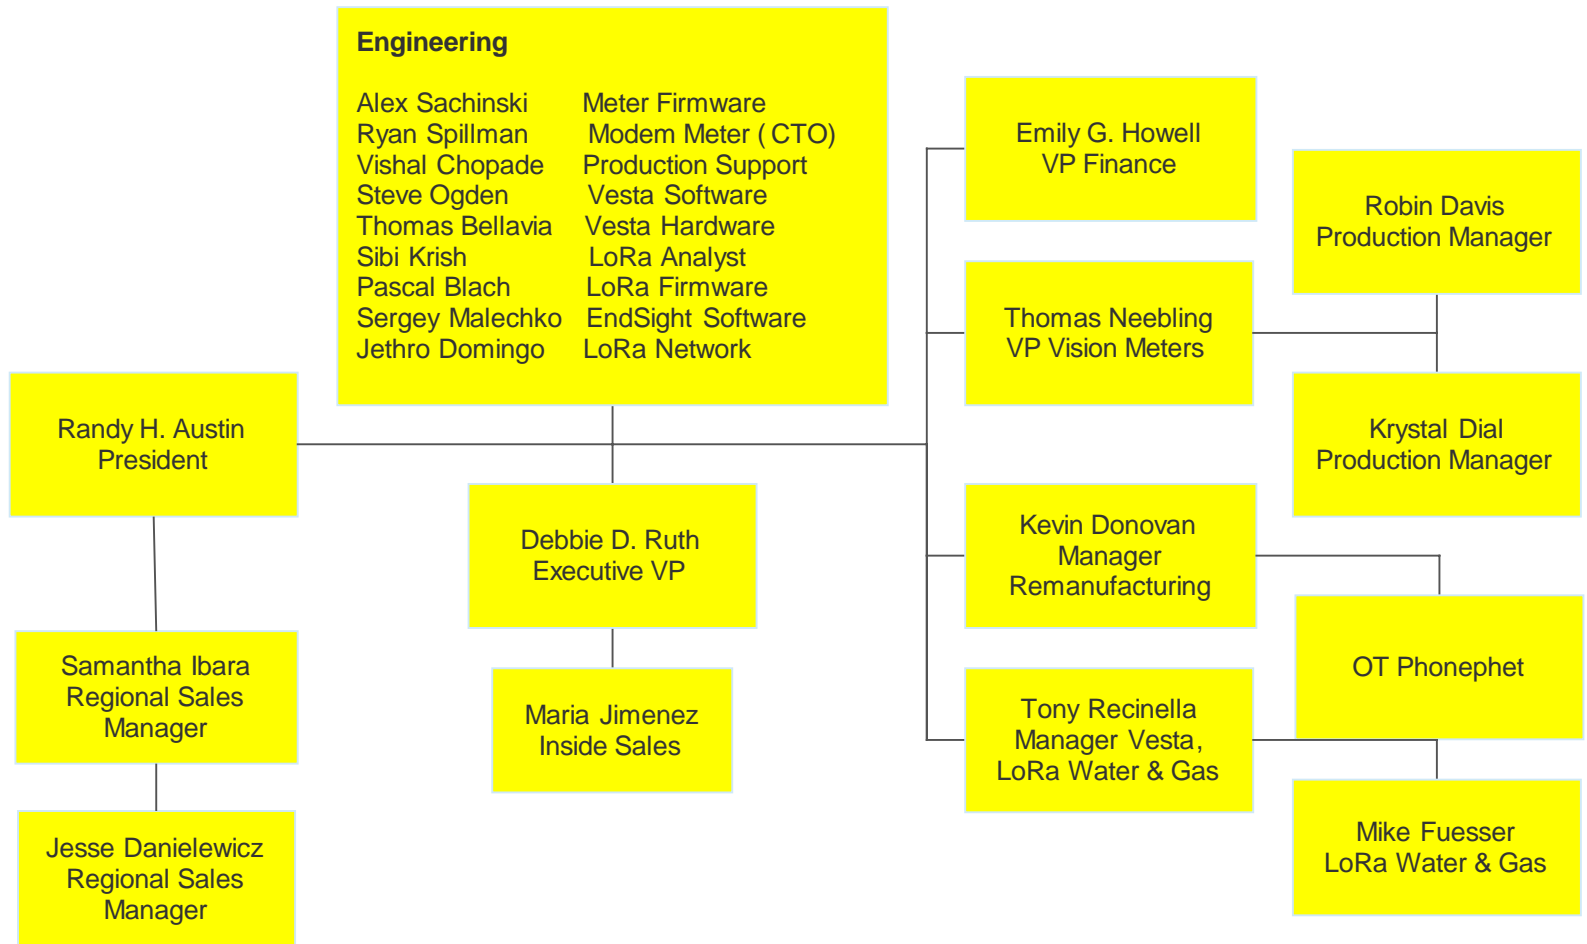 Engineering
Alex Sachinski Meter Firmware
Ryan Spillman Modem Meter ( CTO)
Vishal Chopade Production Support
Steve Ogden Vesta Software
Thomas Bellavia Vesta Hardware
Sibi Krish LoRa Analyst
Pascal Blach LoRa Firmware
Sergey Malechko EndSight Software
Jethro Domingo LoRa Network
Randy H. Austin
President
Samantha Ibara
Regional Sales
Manager
Jesse Danielewicz
Regional Sales
Manager
Debbie D. Ruth
Executive VP
Maria Jimenez
Inside Sales
Emily G. Howell
VP Finance
Thomas Neebling
VP Vision Meters
Robin Davis
Production Manager
Krystal Dial
Production Manager
Kevin Donovan
Manager
Remanufacturing
OT Phonephet
Tony Recinella
Manager Vesta,
LoRa Water & Gas
Mike Fuesser
LoRa Water & Gas